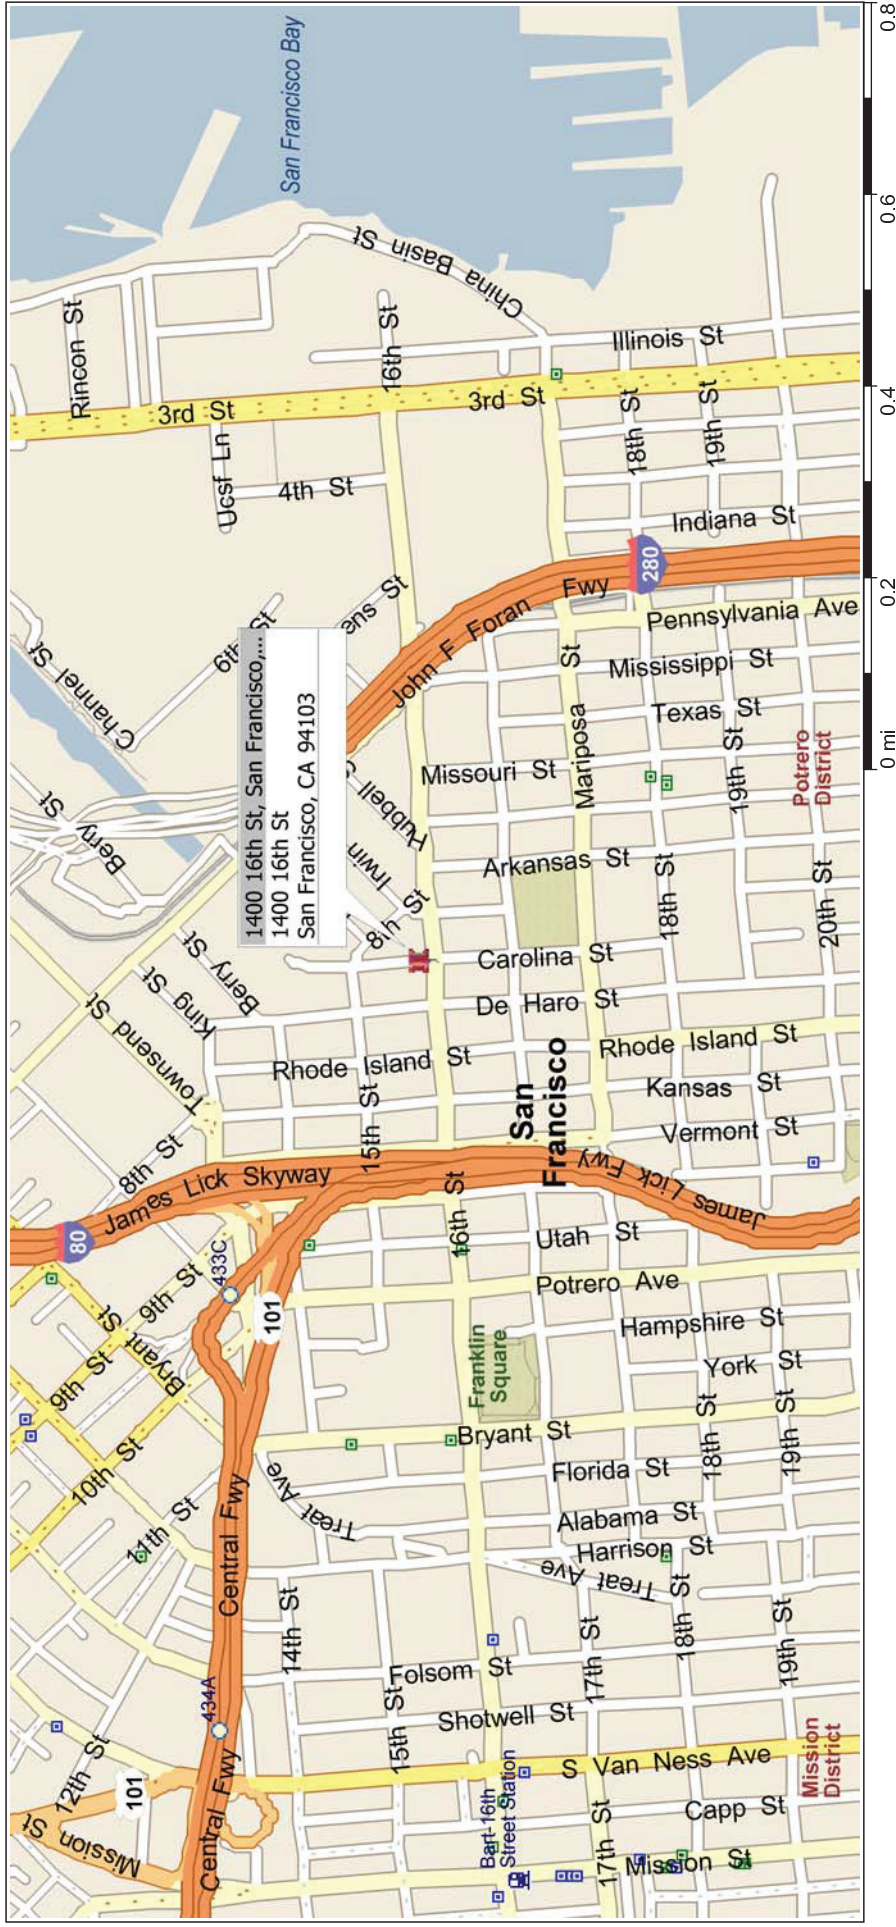 San Francisco Bay
Rincon St
3rd St
Ucsf Ln
4th St
16th St
China Basin St
3rd St
Illinois St
18th St
19th St
Indiana St
280
John F Foran Fwy
Pennsylvania Ave
Mississippi St
Texas St
Missouri St
Mariposa St
19th St
Potrero
District
Channel St
6th St
ens St
Berry St
Berry St
King St
Townsend St
8th St
Hubbell St
Irwin
8th St
1400 16th St, San Francisco,...
1400 16th St
San Francisco, CA 94103
Arkansas St
18th St
20th St
Carolina St
De Haro St
Rhode Island St
Rhode Island St
Kansas St
Vermont St
San
Francisco
15th St
16th St
James Lick Skyway
James Lick Fwy
80
433C
101
Utah St
Potrero Ave
Hampshire St
York St
Franklin
Square
9th St
9th St
Bryant St
10th St
11th St
12th St
Bryant St
Florida St
Alabama St
Harrison St
Treat Ave
Treat Ave
18th St
19th St
Central Fwy
14th St
15th St
17th St
18th St
19th St
Folsom St
Shotwell St
S Van Ness Ave
Capp St
Mission St
17th St
Mission
District
Bart-16th
Street Station
434A
101
Mission St
Central Fwy
0 mi
0.2
0.4
0.6
0.8